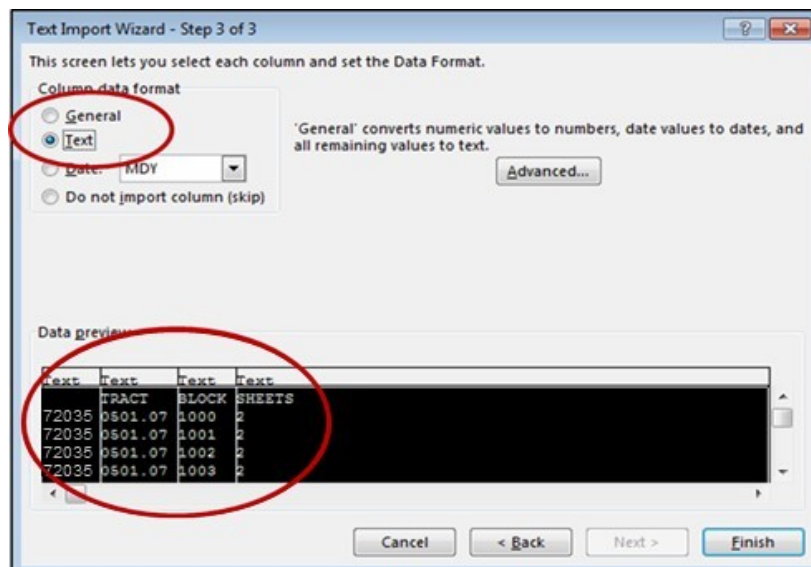 Text Import Wizard - Step 3 of 3
This screen lets you select each column and set the Data Format.
Column data format
General
Text
Date: MDY
Do not import column (skip)
'General' converts numeric values to numbers, date values to dates, and
all remaining values to text.
Advanced...
Data preview
Text Text Text Text
TRACT BLOCK SHEETS
72035 0501.07 1000 2
72035 0501.07 1001 2
72035 0501.07 1002 2
72035 0501.07 1003 2
Cancel < Back Next > Finish